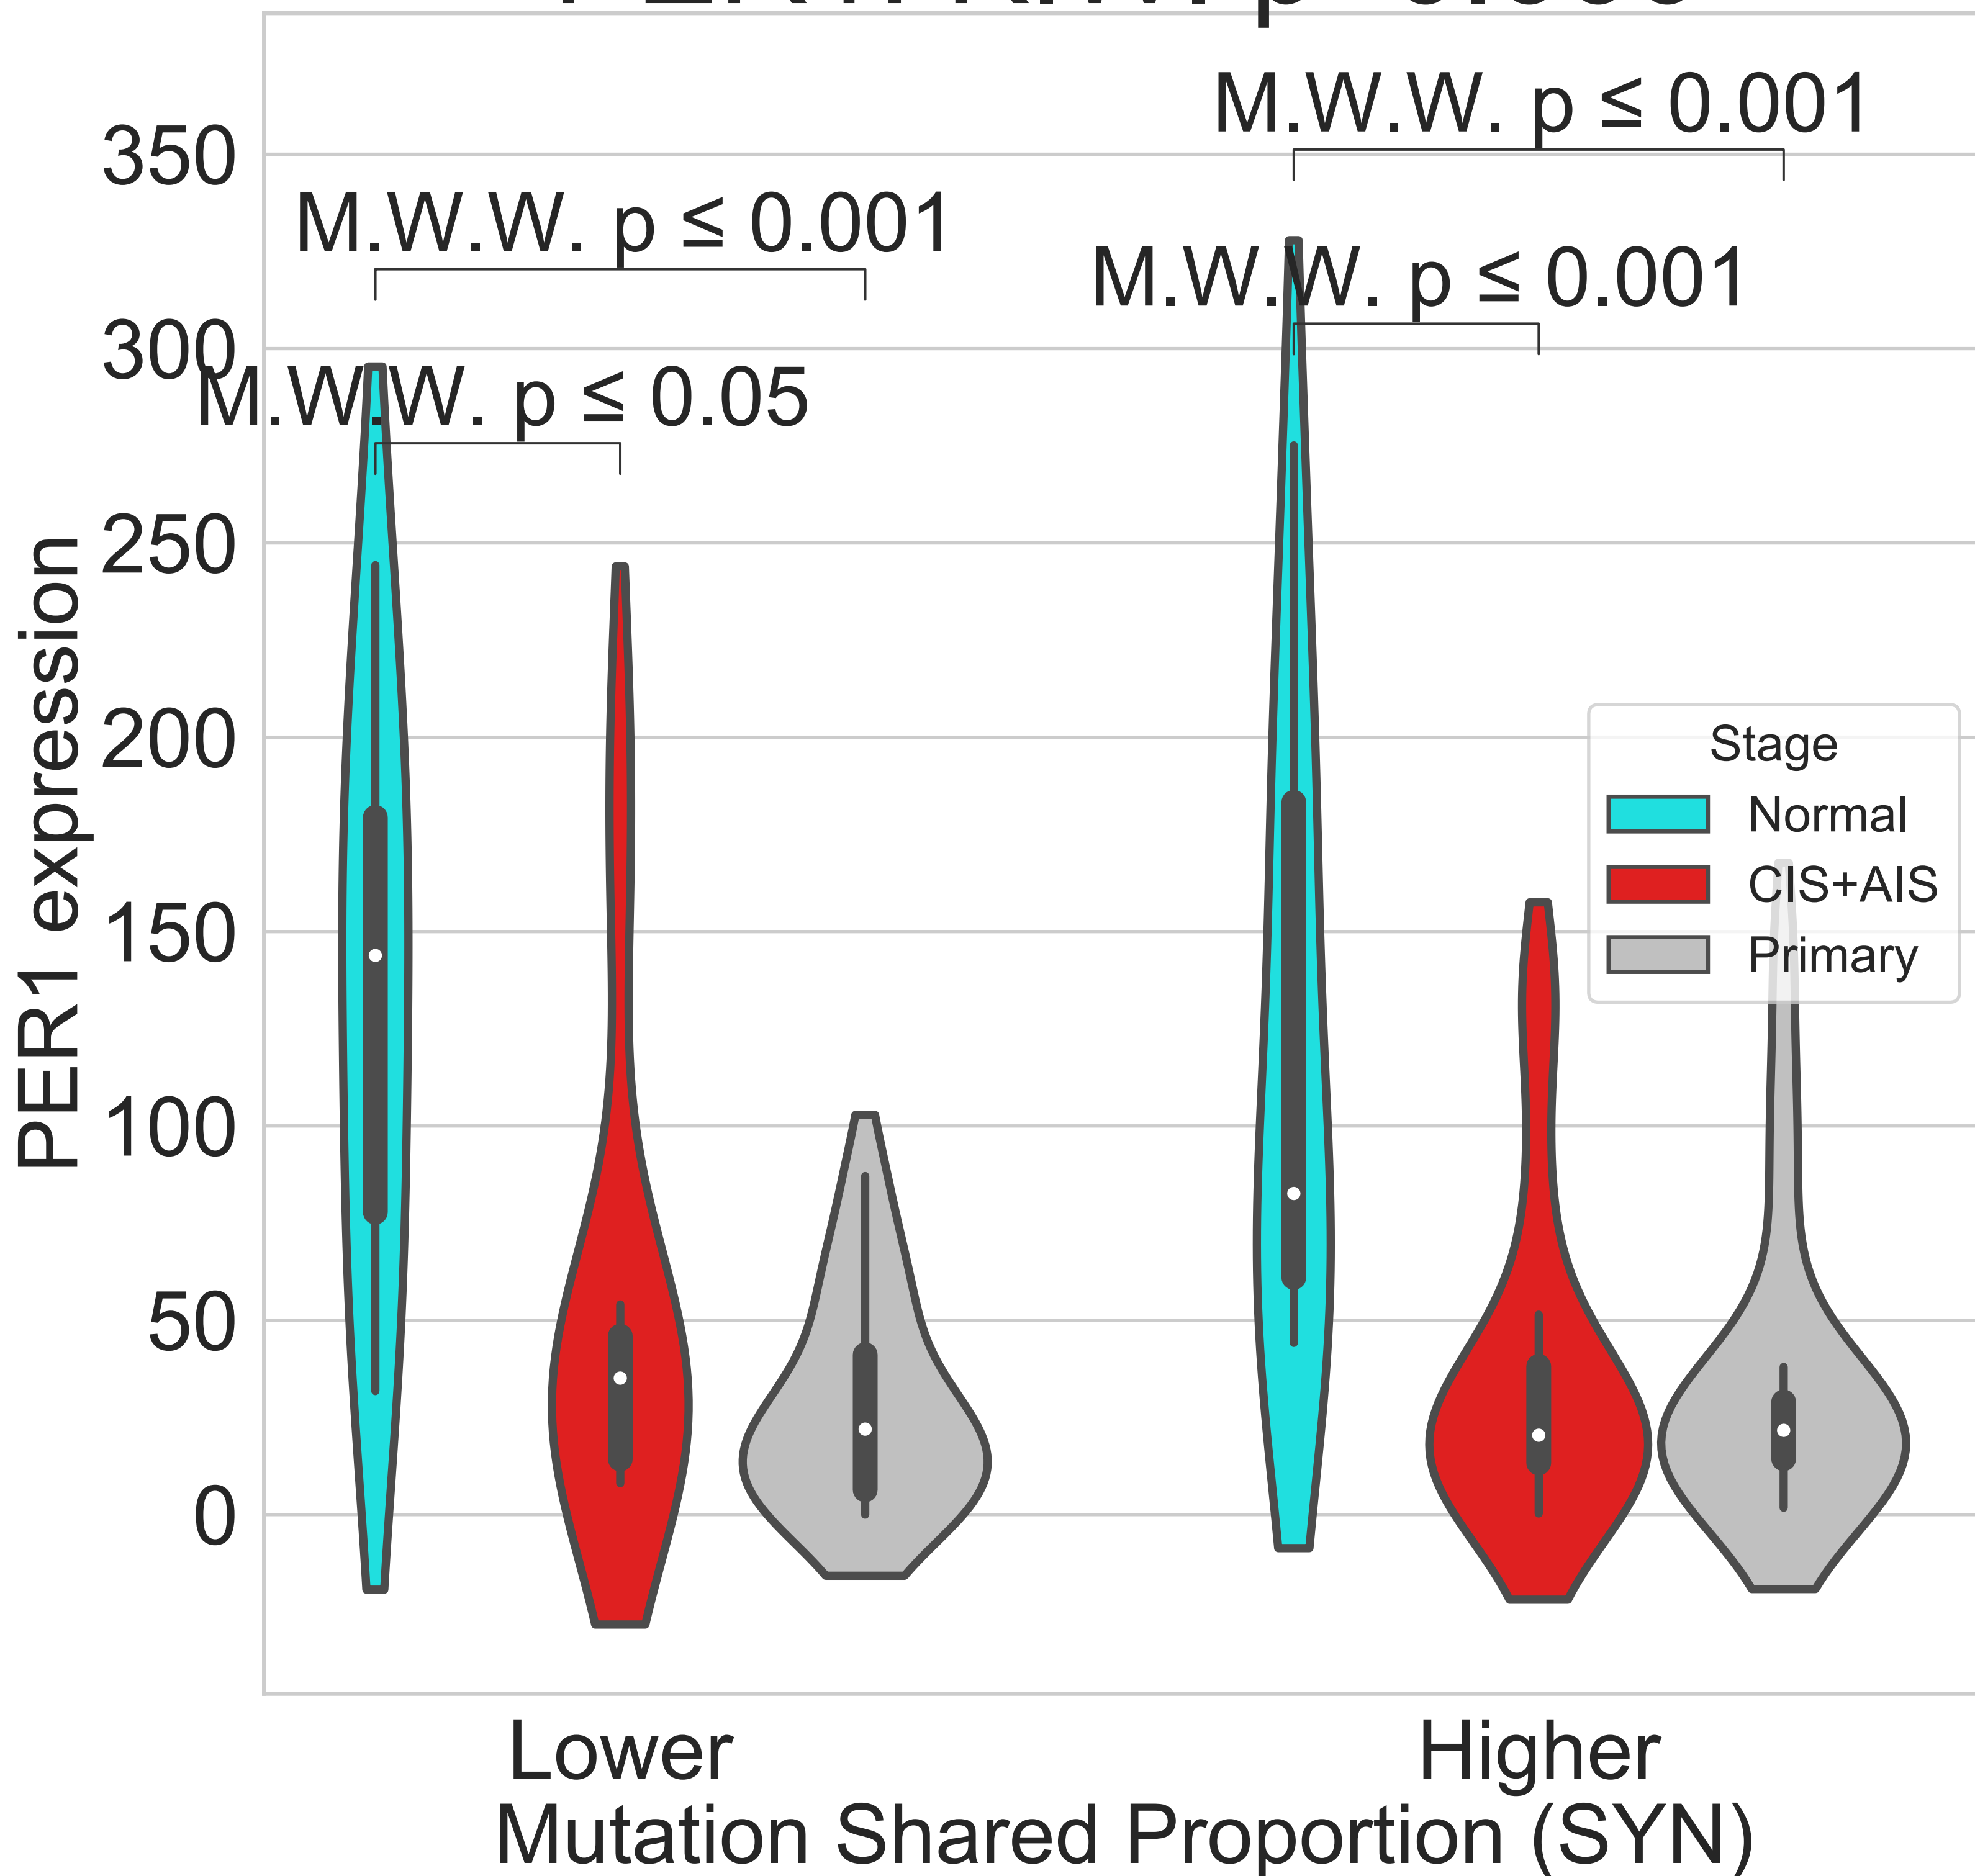 M.W.W. p ≤ 0.001
350
M.W.W. p ≤ 0.001
M.W.W. p ≤ 0.001
300
M.W.W. p ≤ 0.05
250
200
150
100
50
0
PER1 expression
Stage
Normal
CIS+AIS
Primary
Lower
Higher
Mutation Shared Proportion (SYN)